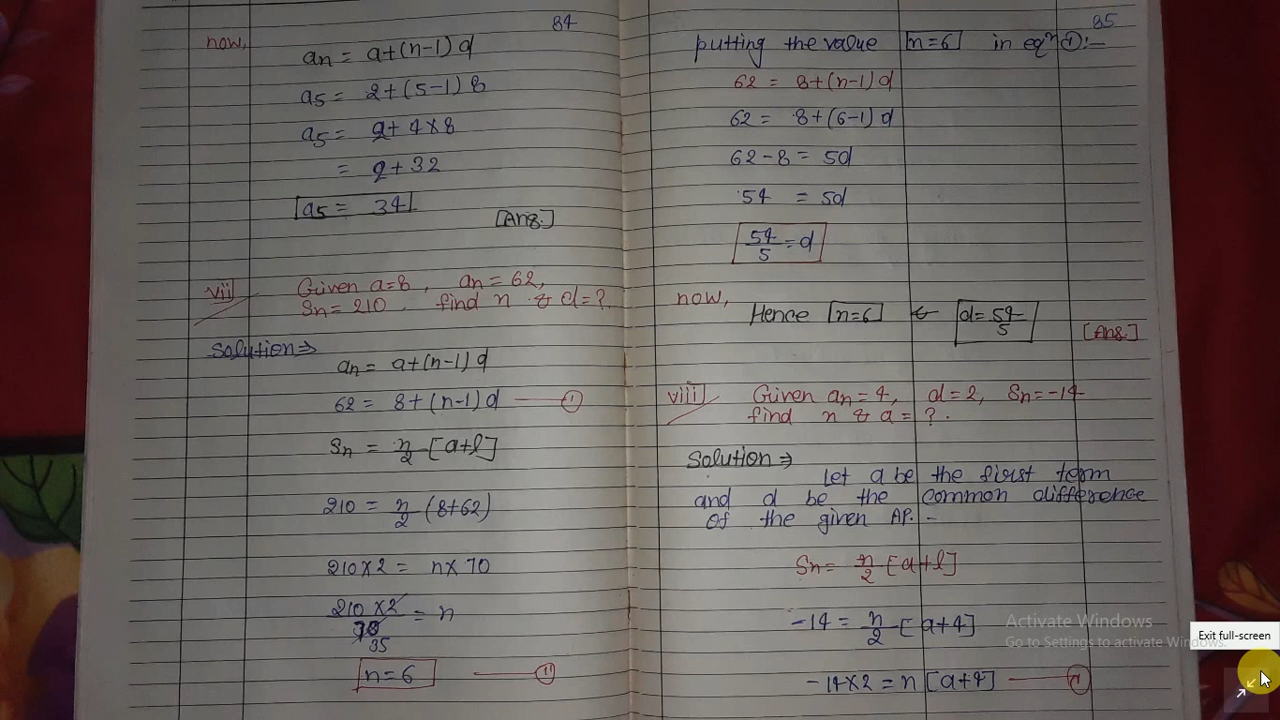 84
now,
an = a+(n-1) d
a5 = 2+(5-1) 8
a5 = 2+ 4×8
= 2+32
a5 = 34
[Ans.]
vii] Given a=8, an = 62,
Sn = 210. find n & d=?
Solution ⇒
an = a+(n-1) d
62 = 8+(n-1) d —— ①
Sn = n/2 [a+l]
210 = n/2 (8+62)
210×2 = n×70
210×2/70 = n
35
n=6 —— ⑪
85
putting the value n=6 in eqn ①:-
62 = 8+(n-1) d
62 = 8+(6-1) d
62-8 = 5d
54 = 5d
54/5 = d
now,
Hence n=6 & d=54/5
[Ans.]
viii] Given an=4, d=2, Sn=-14
find n & a=?.
Solution ⇒
Let a be the first term
and d be the common difference
of the given AP.-
Sn = n/2 [a+l]
-14 = n/2 [a+4]
-14×2 = n [a+4] ——
Activate Windows
Go to Settings to activate Windows.
Exit full-screen